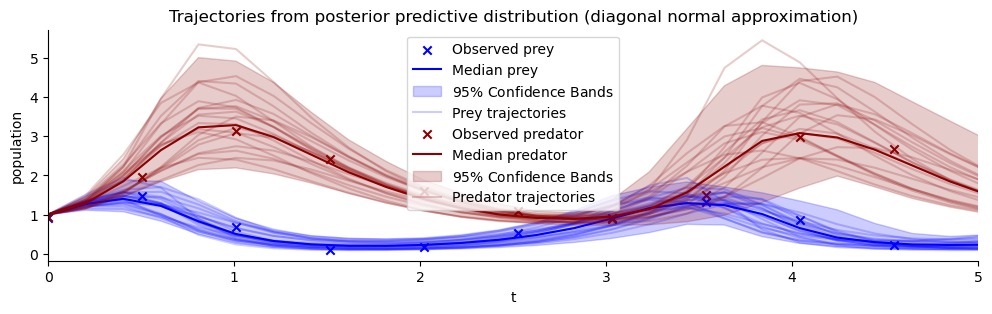 Trajectories from posterior predictive distribution (diagonal normal approximation)
population
5
4
3
2
1
0
Observed prey
Median prey
95% Confidence Bands
Prey trajectories
Observed predator
Median predator
95% Confidence Bands
Predator trajectories
0 1 2 3 4 5
t